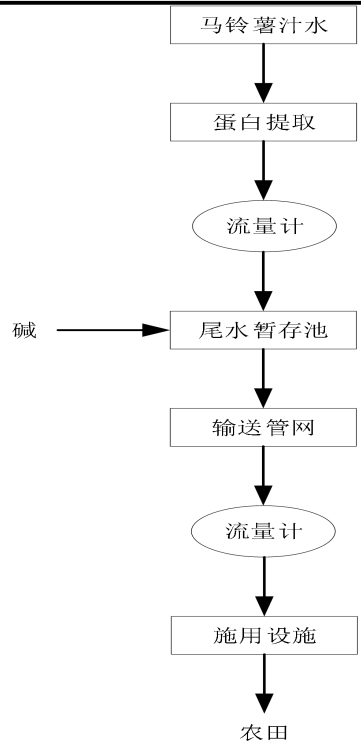 马铃薯汁水
蛋白提取
流量计
碱
尾水暂存池
输送管网
流量计
施用设施
农田